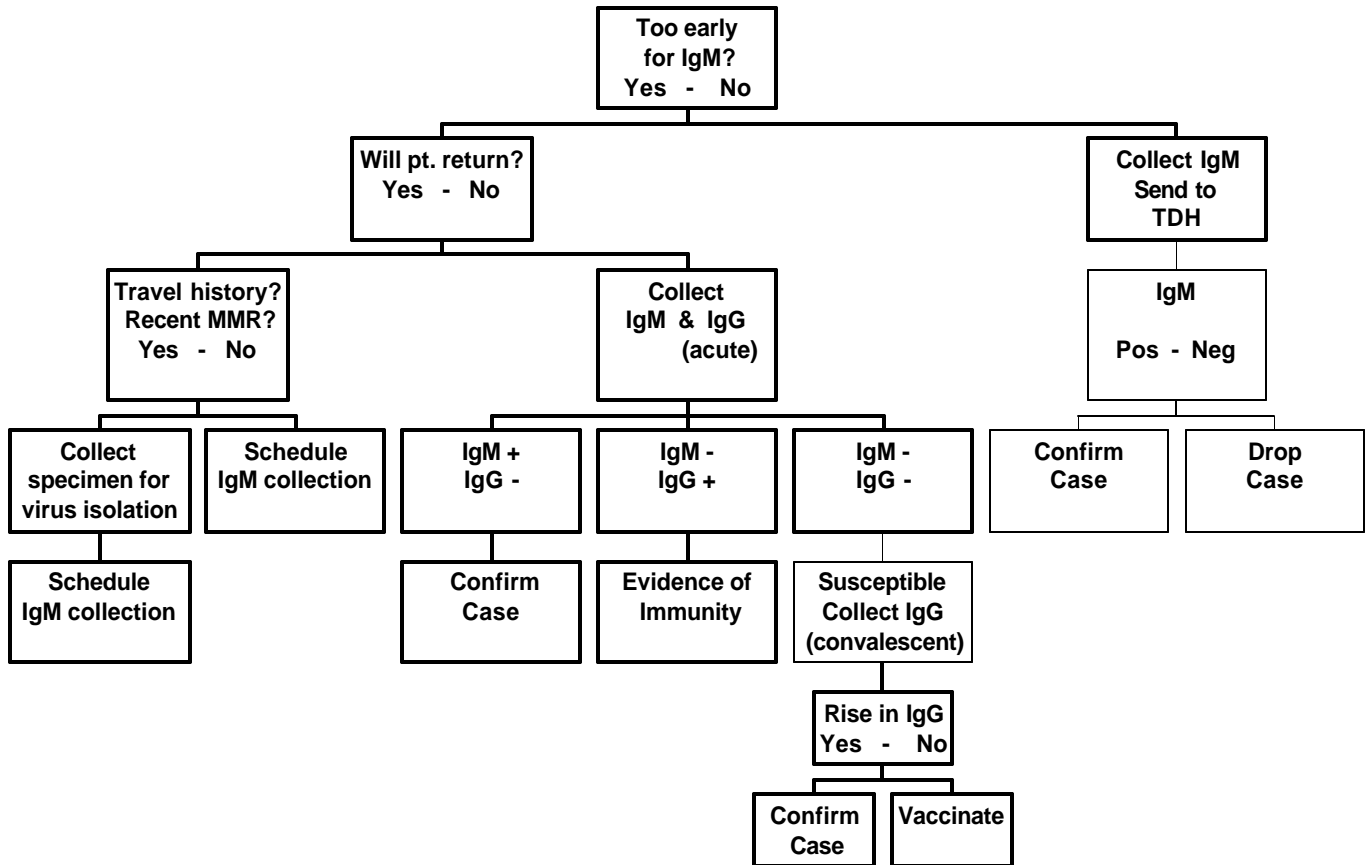 Too early
for IgM?
Yes - No
Will pt. return?
Yes - No
Collect IgM
Send to
TDH
Travel history?
Recent MMR?
Yes - No
Collect
IgM & IgG
(acute)
IgM
Pos - Neg
Collect
specimen for
virus isolation
Schedule
IgM collection
IgM +
IgG -
IgM -
IgG +
IgM -
IgG -
Confirm
Case
Drop
Case
Schedule
IgM collection
Confirm
Case
Evidence of
Immunity
Susceptible
Collect IgG
(convalescent)
Rise in IgG
Yes - No
Confirm
Case
Vaccinate